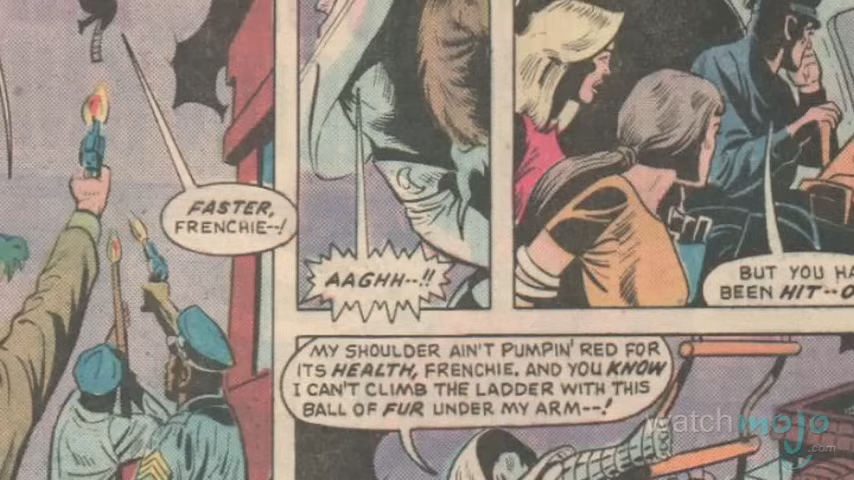 FASTER,
FRENCHIE--!
AAGHH--!!
BUT YOU HA
BEEN HIT--O
MY SHOULDER AIN'T PUMPIN' RED FOR
ITS HEALTH, FRENCHIE. AND YOU KNOW
I CAN'T CLIMB THE LADDER WITH THIS
BALL OF FUR UNDER MY ARM--!
watchmojo
.com